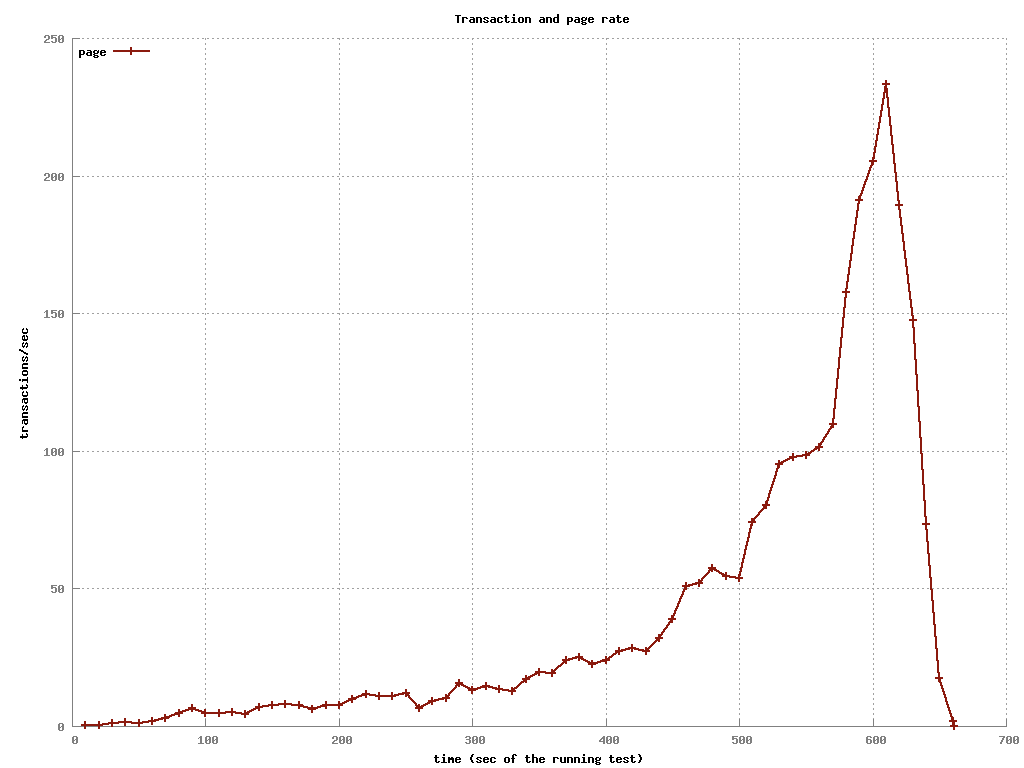 Transaction and page rate
250
page
200
150
transactions/sec
100
50
0
0 100 200 300 400 500 600 700
time (sec of the running test)